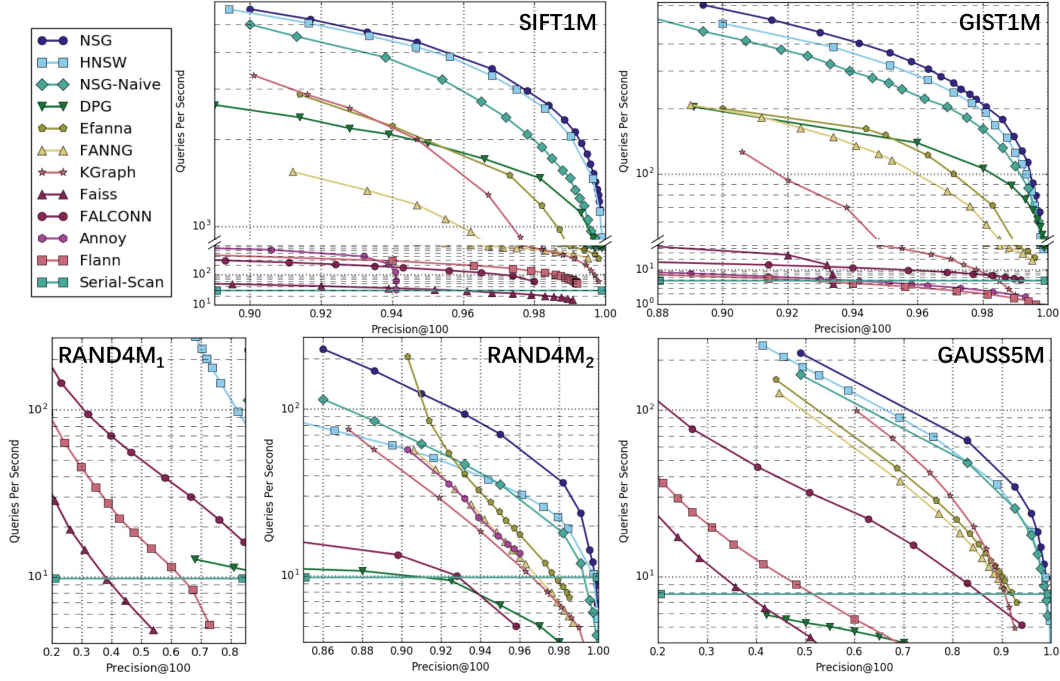 SIFT1M
GIST1M
NSG
HNSW
NSG-Naive
DPG
Efanna
FANNG
KGraph
Faiss
FALCONN
Annoy
Flann
Serial-Scan
Queries Per Second
10³
10²
10¹
0.90 0.92 0.94 0.96 0.98 1.00
Precision@100
Queries Per Second
10²
10¹
10⁰
0.88 0.90 0.92 0.94 0.96 0.98 1.00
Precision@100
RAND4M₁
RAND4M₂
GAUSS5M
Queries Per Second
10²
10¹
0.2 0.3 0.4 0.5 0.6 0.7 0.8
Precision@100
Queries Per Second
10²
10¹
0.86 0.88 0.90 0.92 0.94 0.96 0.98 1.00
Precision@100
Queries Per Second
10²
10¹
0.2 0.3 0.4 0.5 0.6 0.7 0.8 0.9 1.0
Precision@100